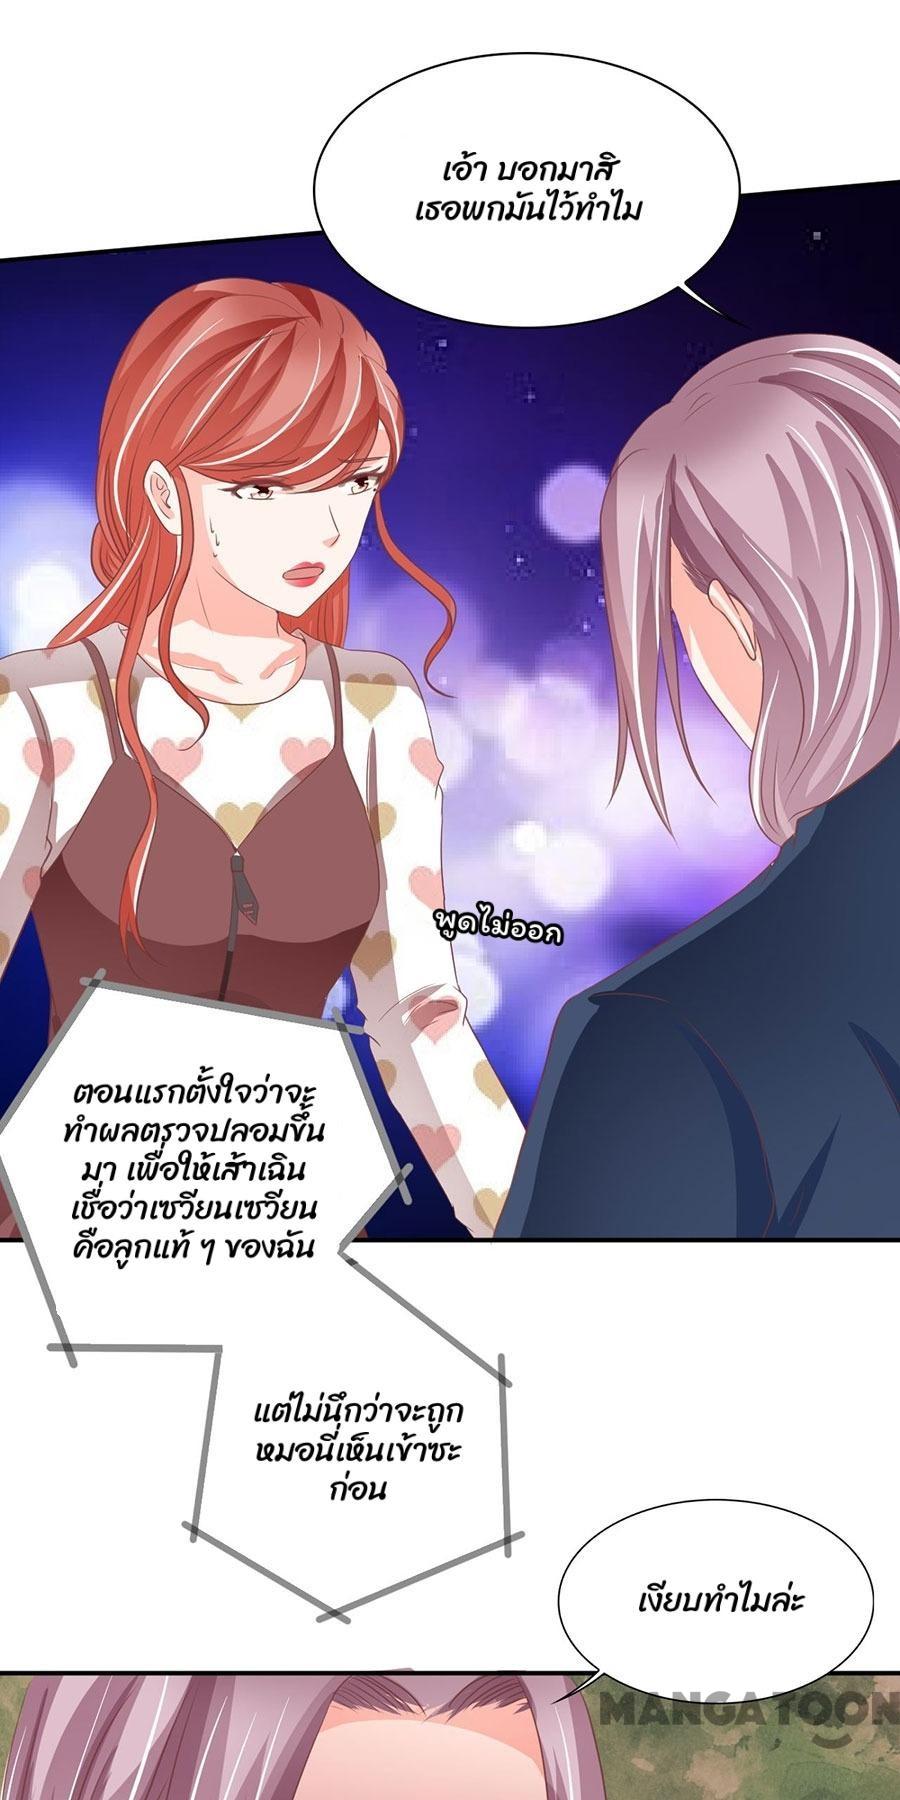 เอ้า บอกมาสิ
เธอพกมันไว้ทำไม
พูดไม่ออก
ตอนแรกตั้งใจว่าจะ
ทำผลตรวจปลอมขึ้น
มา เพื่อให้เส้าเฉิน
เชื่อว่าเซวียนเซวียน
คือลูกแท้ ๆ ของฉัน
แต่ไม่นึกว่าจะถูก
หมอนี่เห็นเข้าซะ
ก่อน
เงียบทำไมล่ะ
MANGATOON